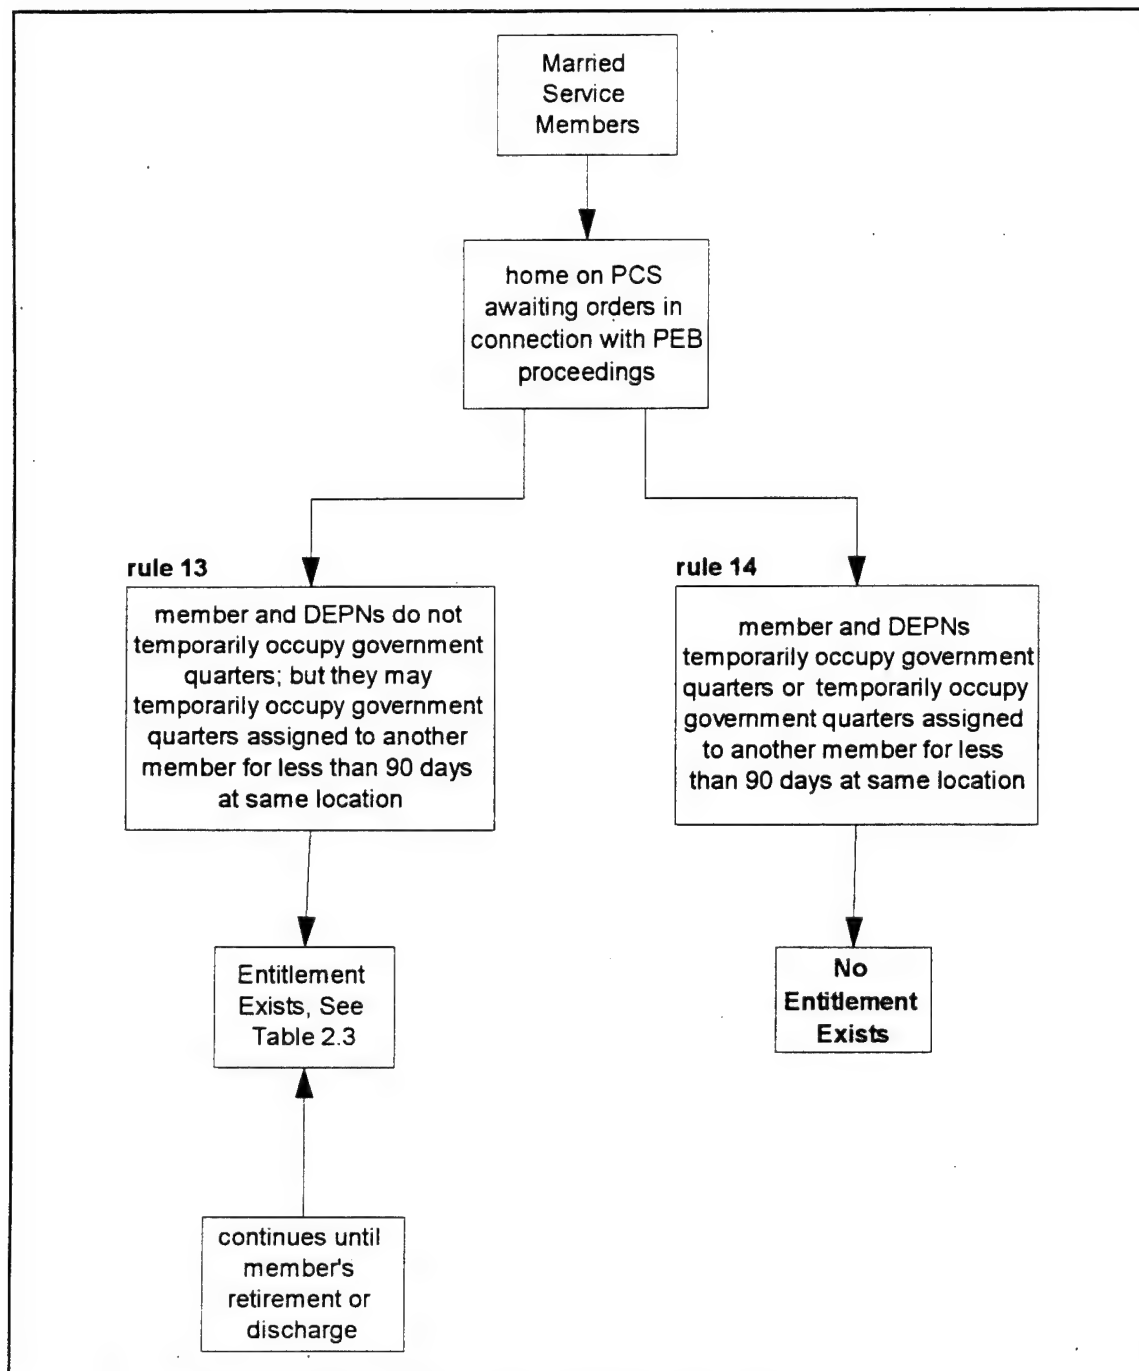 Married
Service
Members
home on PCS
awaiting orders in
connection with PEB
proceedings
rule 13
member and DEPNs do not
temporarily occupy government
quarters; but they may
temporarily occupy government
quarters assigned to another
member for less than 90 days
at same location
rule 14
member and DEPNs
temporarily occupy government
quarters or temporarily occupy
government quarters assigned
to another member for less
than 90 days at same location
Entitlement
Exists, See
Table 2.3
No
Entitlement
Exists
continues until
member's
retirement or
discharge